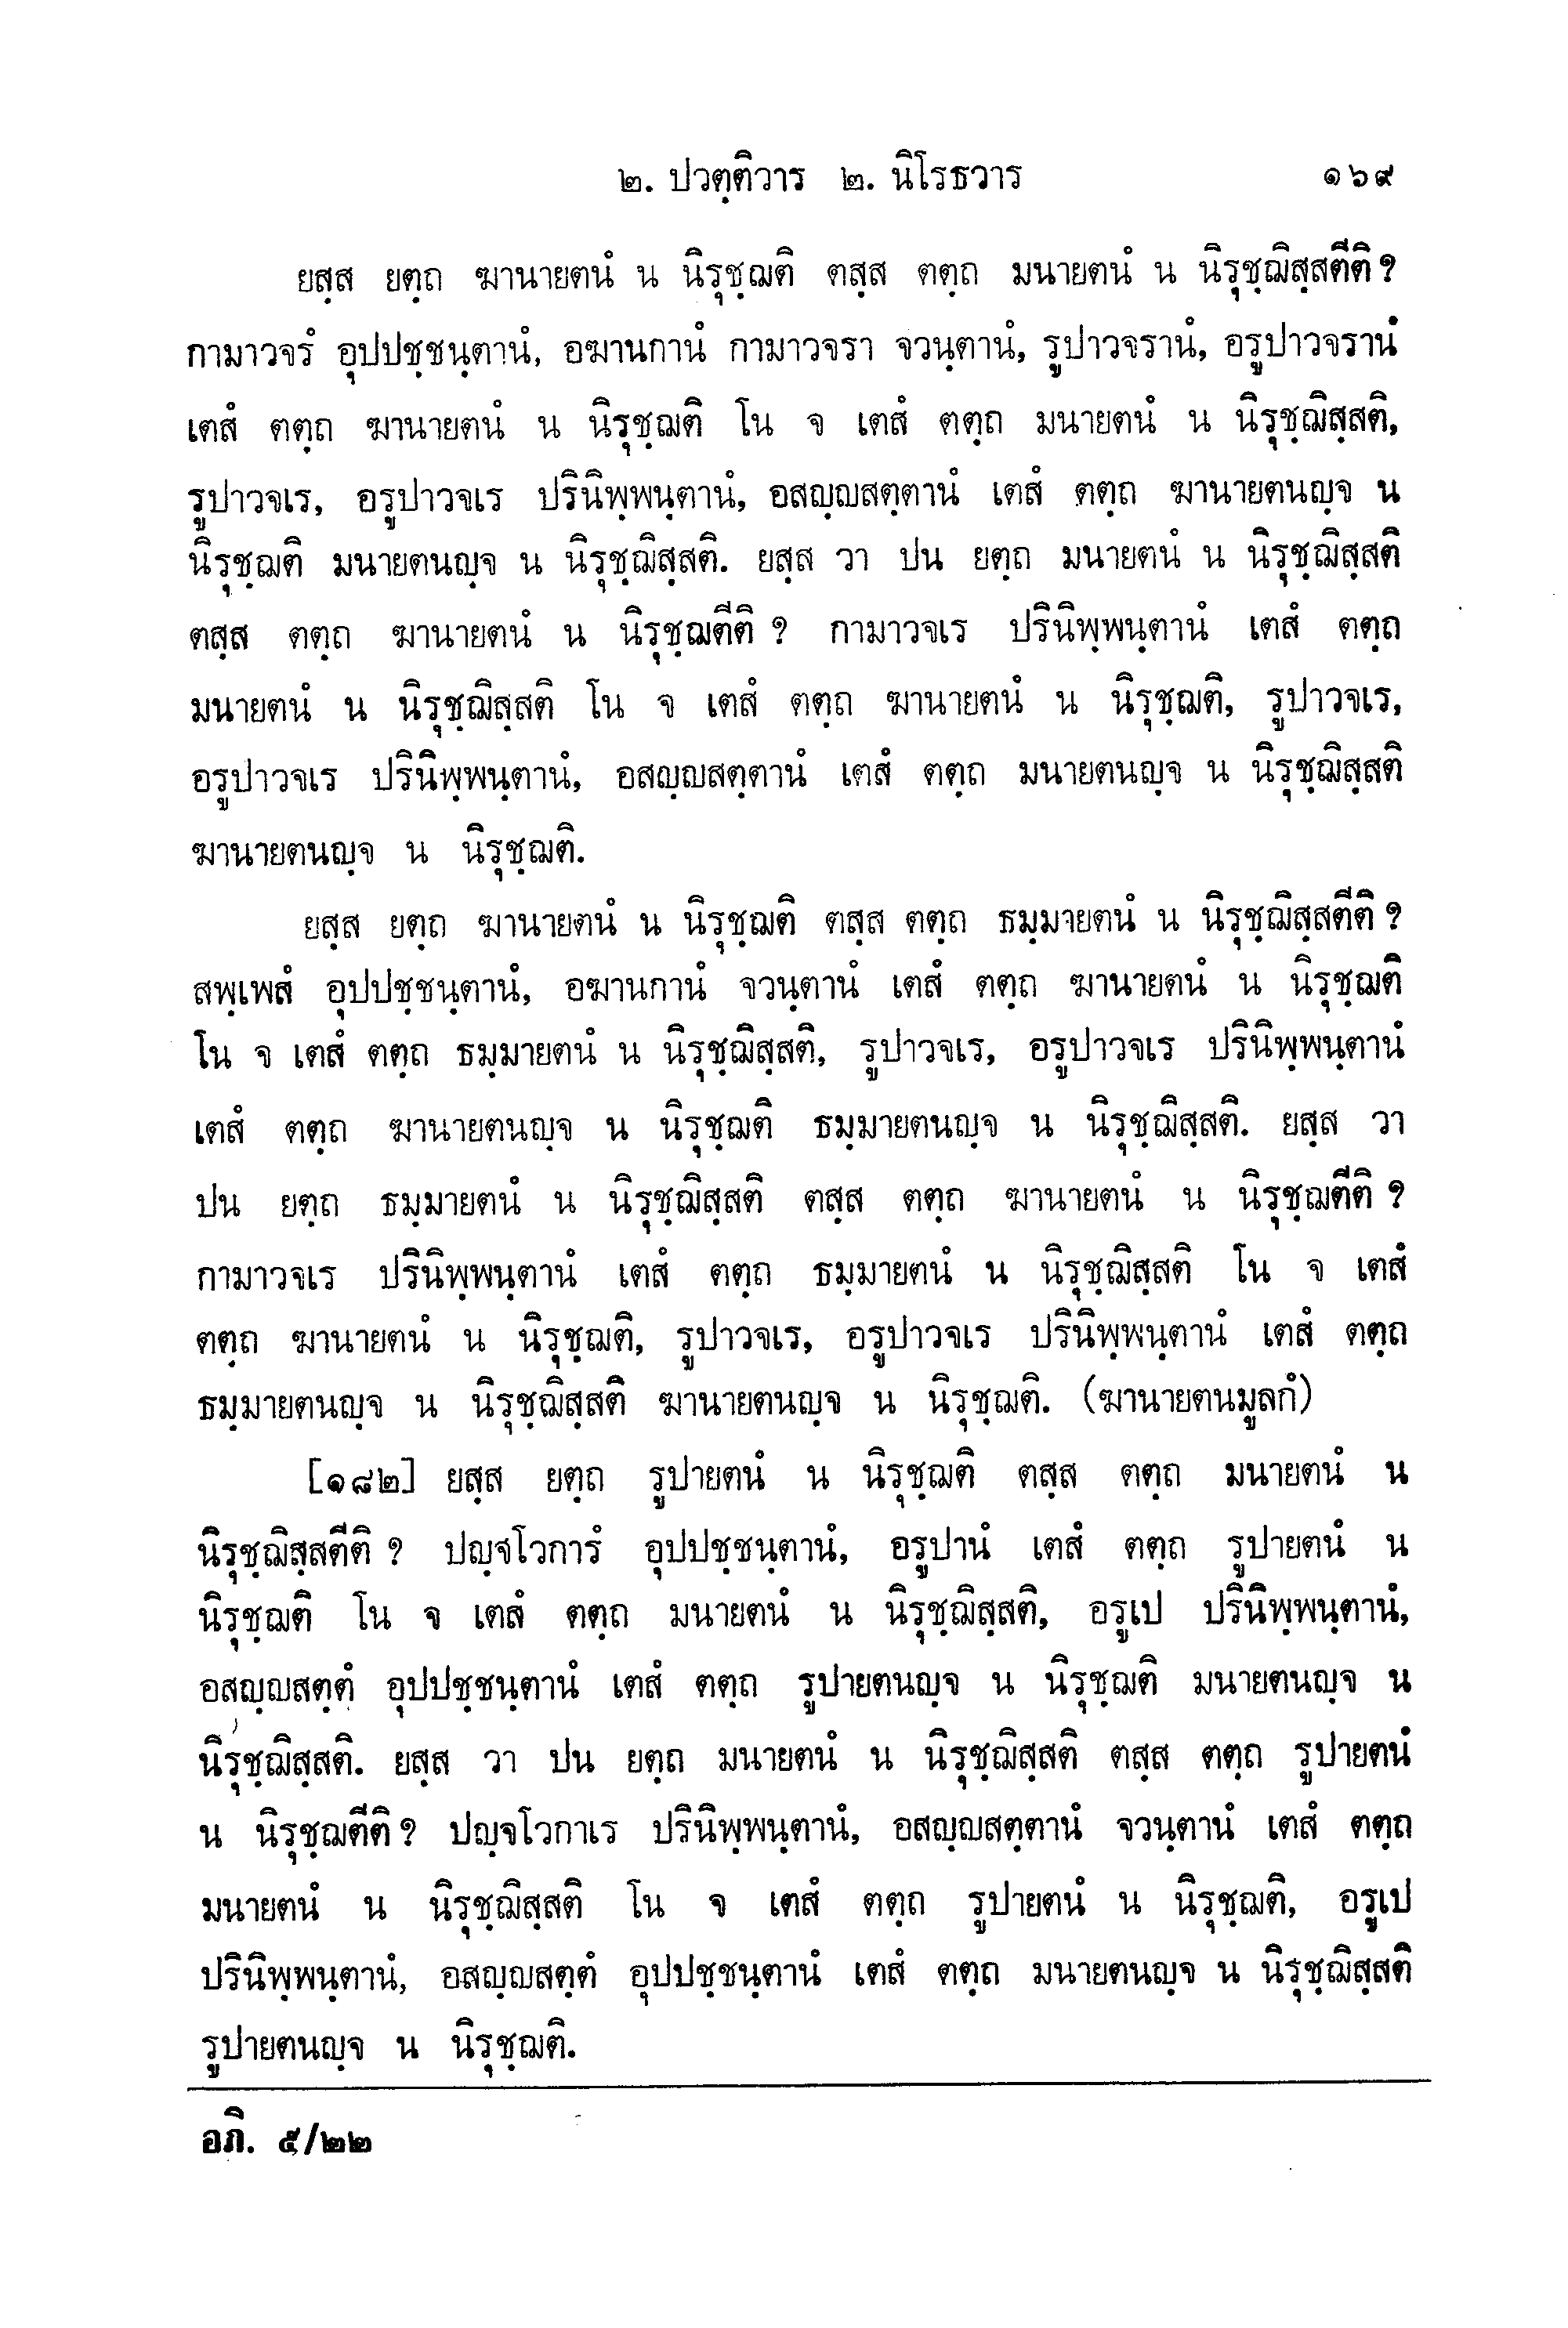 ๒. ปวตฺติวาร ๒. นิโรธวาร ๑๖๙
ยสฺส ยตฺถ ฆานายตนํ น นิรุชฺฌติ ตสฺส ตตฺถ มนายตนํ น นิรุชฺฌิสฺสตีติ ?
กามาวจรํ อุปปชฺชนฺตานํ, อฆานกานํ กามาวจรา จวนฺตานํ, รูปาวจรานํ, อรูปาวจรานํ
เตสํ ตตฺถ ฆานายตนํ น นิรุชฺฌติ โน จ เตสํ ตตฺถ มนายตนํ น นิรุชฺฌิสฺสติ,
รูปาวจเร, อรูปาวจเร ปรินิพฺพนฺตานํ, อสญฺญสตฺตานํ เตสํ ตตฺถ ฆานายตนญฺจ น
นิรุชฺฌติ มนายตนญฺจ น นิรุชฺฌิสฺสติ. ยสฺส วา ปน ยตฺถ มนายตนํ น นิรุชฺฌิสฺสติ
ตสฺส ตตฺถ ฆานายตนํ น นิรุชฺฌตีติ ? กามาวจเร ปรินิพฺพนฺตานํ เตสํ ตตฺถ
มนายตนํ น นิรุชฺฌิสฺสติ โน จ เตสํ ตตฺถ ฆานายตนํ น นิรุชฺฌติ, รูปาวจเร,
อรูปาวจเร ปรินิพฺพนฺตานํ, อสญฺญสตฺตานํ เตสํ ตตฺถ มนายตนญฺจ น นิรุชฺฌิสฺสติ
ฆานายตนญฺจ น นิรุชฺฌติ.
ยสฺส ยตฺถ ฆานายตนํ น นิรุชฺฌติ ตสฺส ตตฺถ ธมฺมายตนํ น นิรุชฺฌิสฺสตีติ ?
สพฺเพสํ อุปปชฺชนฺตานํ, อฆานกานํ จวนฺตานํ เตสํ ตตฺถ ฆานายตนํ น นิรุชฺฌติ
โน จ เตสํ ตตฺถ ธมฺมายตนํ น นิรุชฺฌิสฺสติ, รูปาวจเร, อรูปาวจเร ปรินิพฺพนฺตานํ
เตสํ ตตฺถ ฆานายตนญฺจ น นิรุชฺฌติ ธมฺมายตนญฺจ น นิรุชฺฌิสฺสติ. ยสฺส วา
ปน ยตฺถ ธมฺมายตนํ น นิรุชฺฌิสฺสติ ตสฺส ตตฺถ ฆานายตนํ น นิรุชฺฌตีติ ?
กามาวจเร ปรินิพฺพนฺตานํ เตสํ ตตฺถ ธมฺมายตนํ น นิรุชฺฌิสฺสติ โน จ เตสํ
ตตฺถ ฆานายตนํ น นิรุชฺฌติ, รูปาวจเร, อรูปาวจเร ปรินิพฺพนฺตานํ เตสํ ตตฺถ
ธมฺมายตนญฺจ น นิรุชฺฌิสฺสติ ฆานายตนญฺจ น นิรุชฺฌติ. (ฆานายตนมูลกํ)
[๑๘๒] ยสฺส ยตฺถ รูปายตนํ น นิรุชฺฌติ ตสฺส ตตฺถ มนายตนํ น
นิรุชฺฌิสฺสตีติ ? ปญฺจโวการํ อุปปชฺชนฺตานํ, อรูปานํ เตสํ ตตฺถ รูปายตนํ น
นิรุชฺฌติ โน จ เตสํ ตตฺถ มนายตนํ น นิรุชฺฌิสฺสติ, อรูเป ปรินิพฺพนฺตานํ,
อสญฺญสตฺตํ อุปปชฺชนฺตานํ เตสํ ตตฺถ รูปายตนญฺจ น นิรุชฺฌติ มนายตนญฺจ น
นิรุชฺฌิสฺสติ. ยสฺส วา ปน ยตฺถ มนายตนํ น นิรุชฺฌิสฺสติ ตสฺส ตตฺถ รูปายตนํ
น นิรุชฺฌตีติ ? ปญฺจโวกาเร ปรินิพฺพนฺตานํ, อสญฺญสตฺตานํ จวนฺตานํ เตสํ ตตฺถ
มนายตนํ น นิรุชฺฌิสฺสติ โน จ เตสํ ตตฺถ รูปายตนํ น นิรุชฺฌติ, อรูเป
ปรินิพฺพนฺตานํ, อสญฺญสตฺตํ อุปปชฺชนฺตานํ เตสํ ตตฺถ มนายตนญฺจ น นิรุชฺฌิสฺสติ
รูปายตนญฺจ น นิรุชฺฌติ.
อภิ. ๕/๒๒